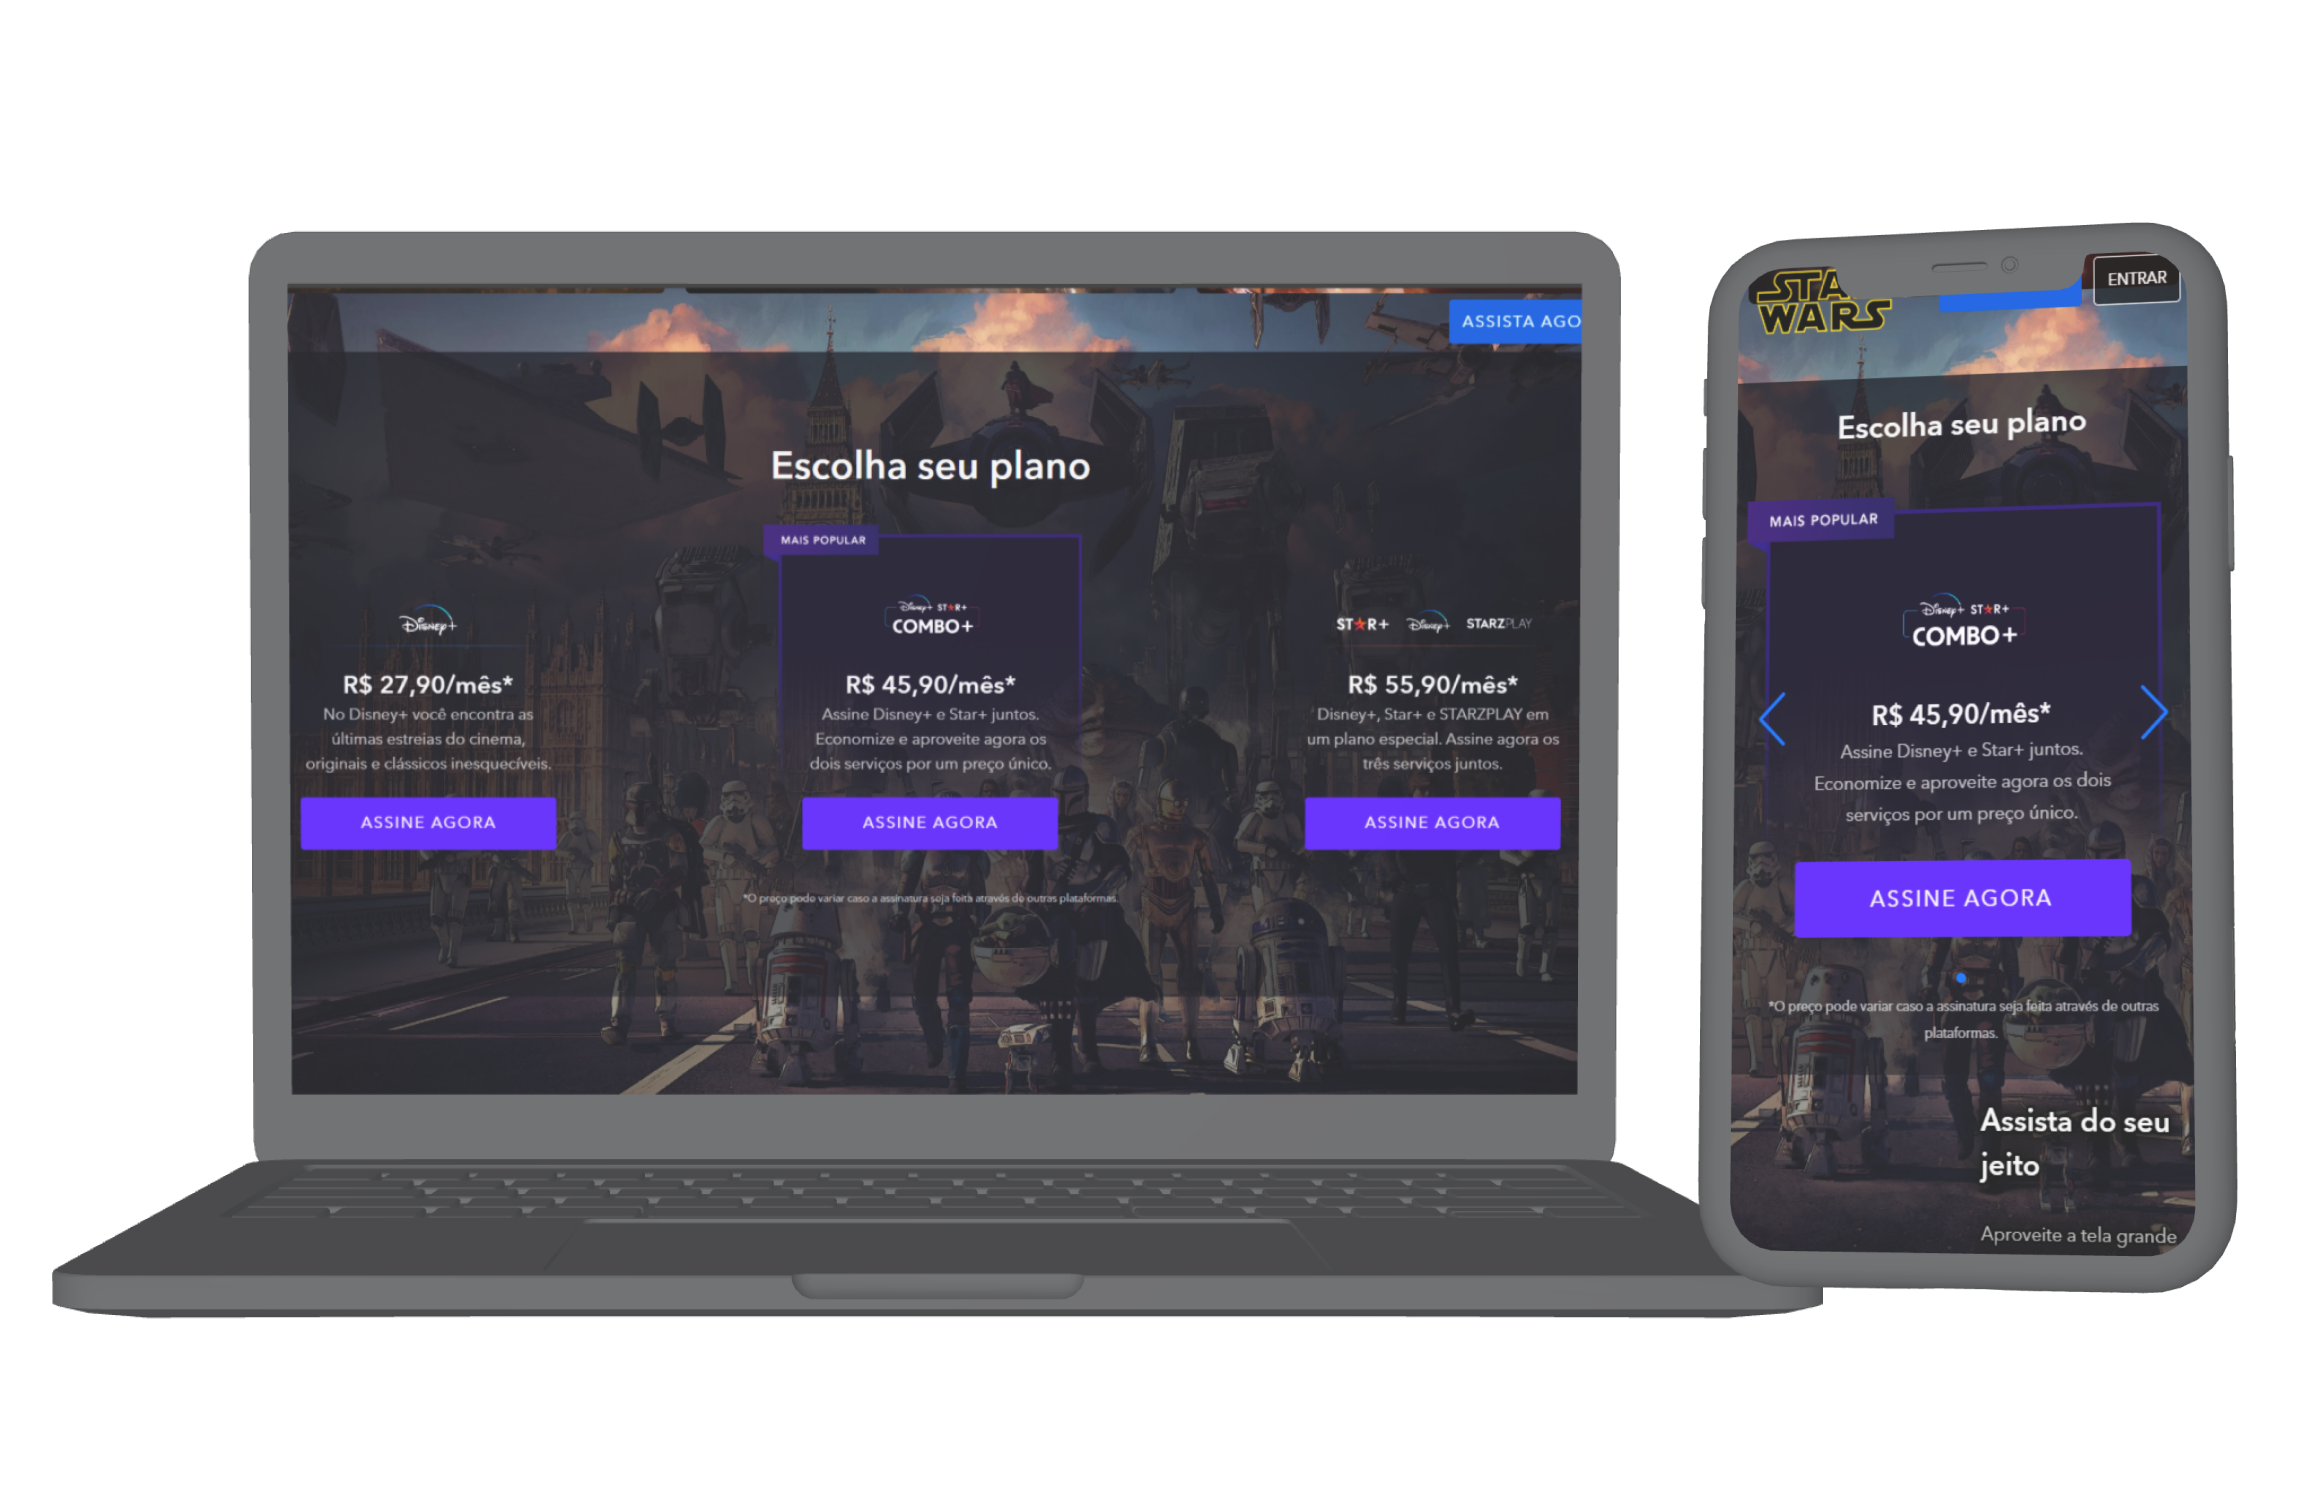 ASSISTA AGO
Escolha seu plano
MAIS POPULAR
Disney+
Disney+ STAR+
COMBO+
STAR+ Disney+ STARZPLAY
R$ 27,90/mês*
R$ 45,90/mês*
R$ 55,90/mês*
No Disney+ você encontra as
últimas estreias do cinema,
originais e clássicos inesquecíveis.
Assine Disney+ e Star+ juntos.
Economize e aproveite agora os
dois serviços por um preço único.
Disney+, Star+ e STARZPLAY em
um plano especial. Assine agora os
três serviços juntos.
ASSINE AGORA
ASSINE AGORA
ASSINE AGORA
*O preço pode variar caso a assinatura seja feita através de outras plataformas.
STA
WARS
ENTRAR
Escolha seu plano
MAIS POPULAR
Disney+ STAR+
COMBO+
R$ 45,90/mês*
Assine Disney+ e Star+ juntos.
Economize e aproveite agora os dois
serviços por um preço único.
ASSINE AGORA
*O preço pode variar caso a assinatura seja feita através de outras
plataformas.
Assista do seu
jeito
Aproveite a tela grande